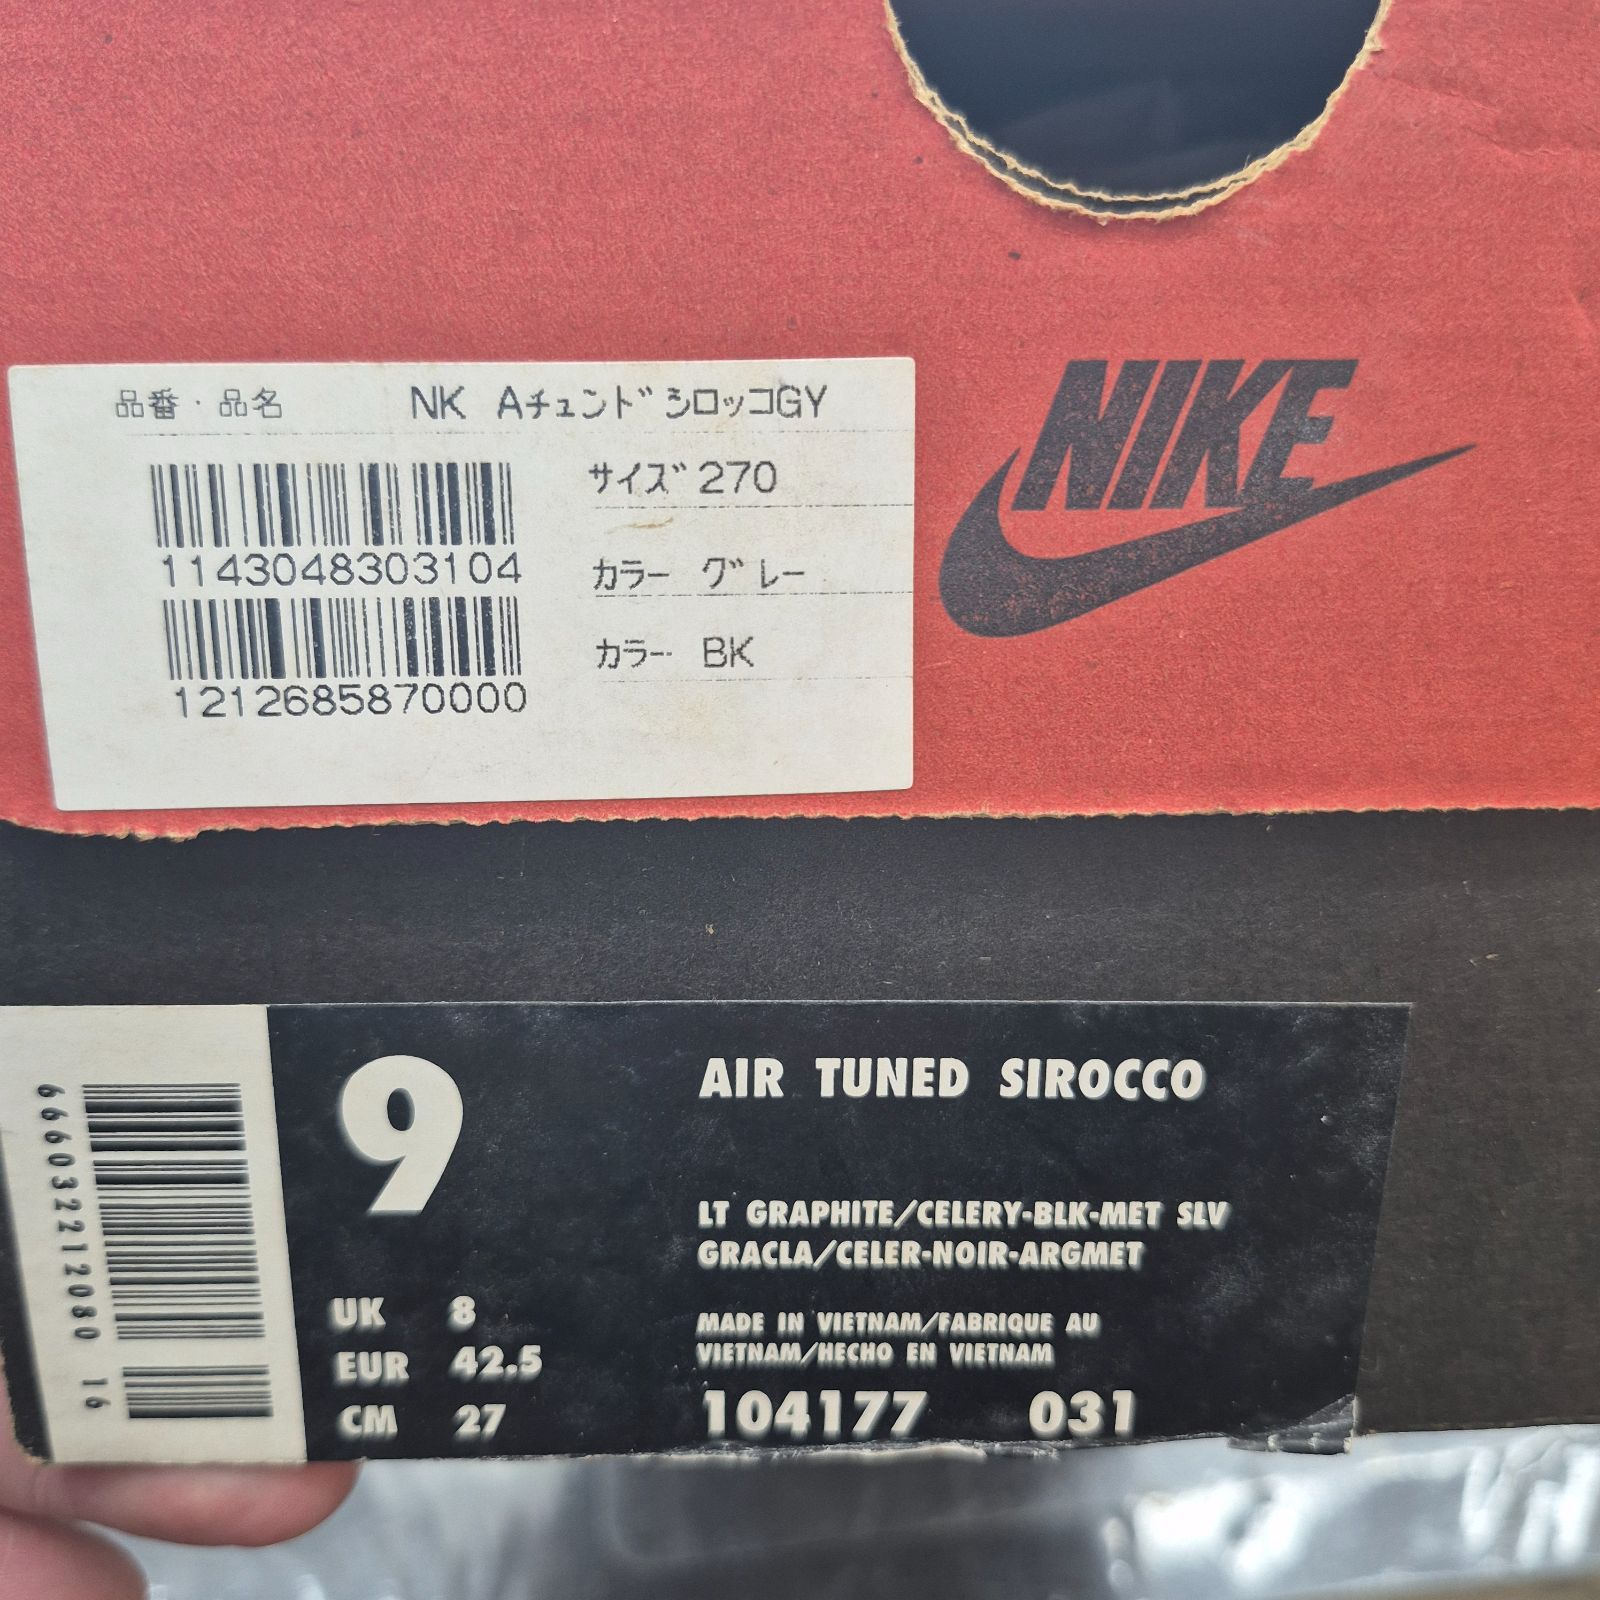 品番・品名 NK Aチュンドシロッコ​GY
サイズ 270
1143048303104
カラー グレー
カラー BK
1212685870000
NIKE
9
AIR TUNED SIROCCO
LT GRAPHITE/CELERY-BLK-MET SLV
GRACLA/CELER-NOIR-ARGMET
UK 8
EUR 42.5
CM 27
MADE IN VIETNAM/FABRIQUE AU
VIETNAM/HECHO EN VIETNAM
104177 031
666032212080 16